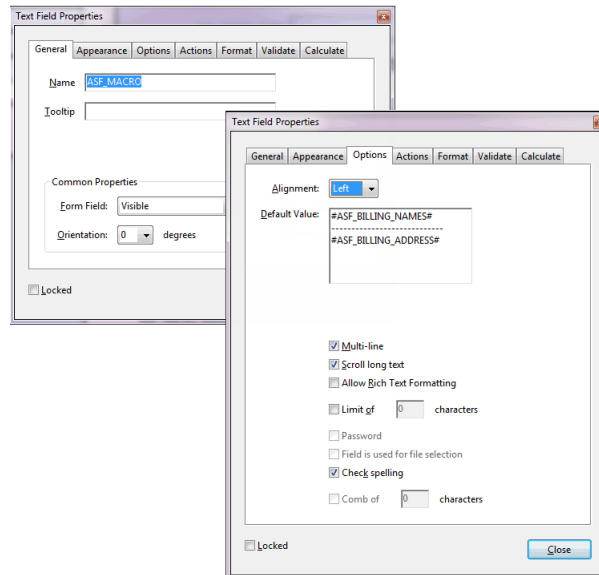 Text Field Properties
General Appearance Options Actions Format Validate Calculate
Name ASF_MACRO
Tooltip
Common Properties
Form Field: Visible
Orientation: 0 degrees
Locked
Text Field Properties
General Appearance Options Actions Format Validate Calculate
Alignment: Left
Default Value: #ASF_BILLING_NAMES#
----------------------------
#ASF_BILLING_ADDRESS#
Multi-line
Scroll long text
Allow Rich Text Formatting
Limit of 0 characters
Password
Field is used for file selection
Check spelling
Comb of 0 characters
Locked
Close